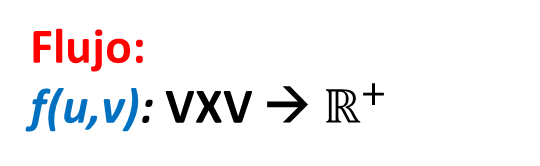 Flujo:
f(u,v): VXV → ℝ⁺